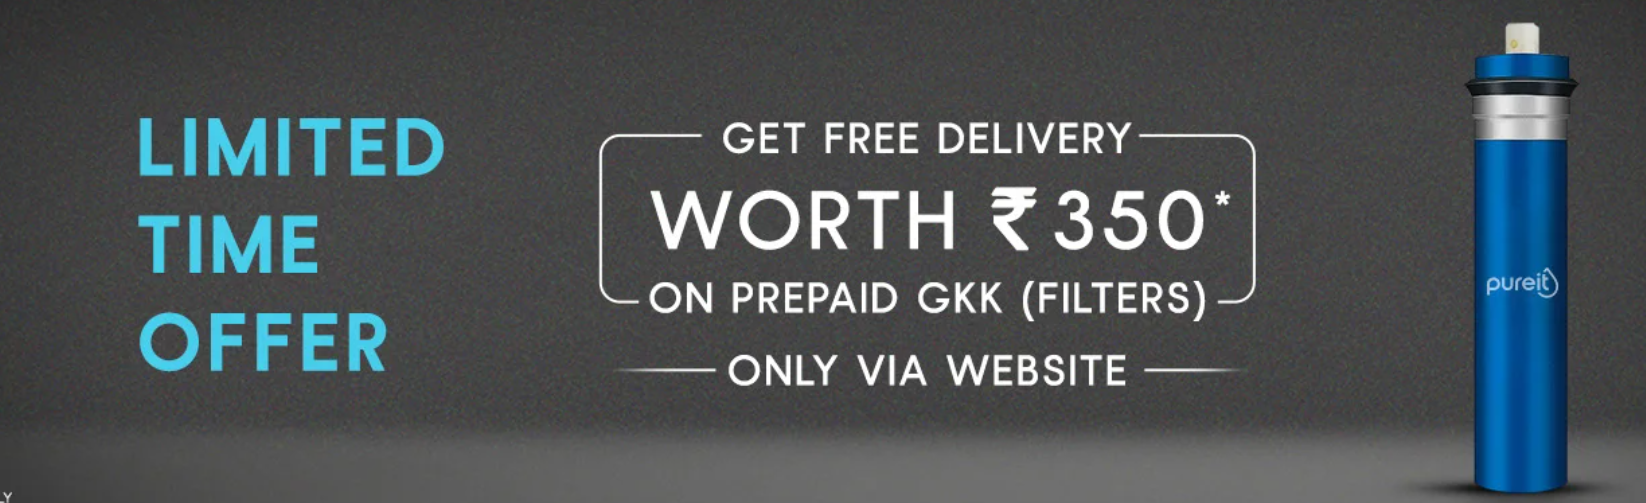 LIMITED
TIME
OFFER
GET FREE DELIVERY
WORTH ₹350*
ON PREPAID GKK (FILTERS)
ONLY VIA WEBSITE
pureit